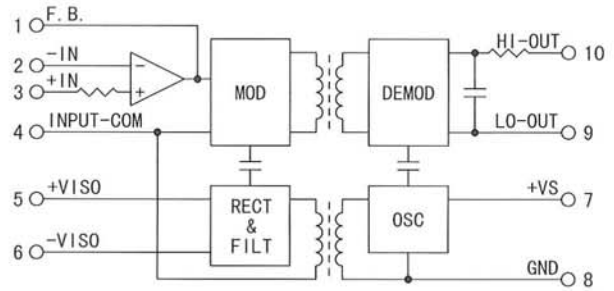 1 F.B.
2 -IN
3 +IN
4 INPUT-COM
5 +VISO
6 -VISO
- +
MOD
DEMOD
RECT
&
FILT
OSC
HI-OUT 10
LO-OUT 9
+VS 7
GND 8